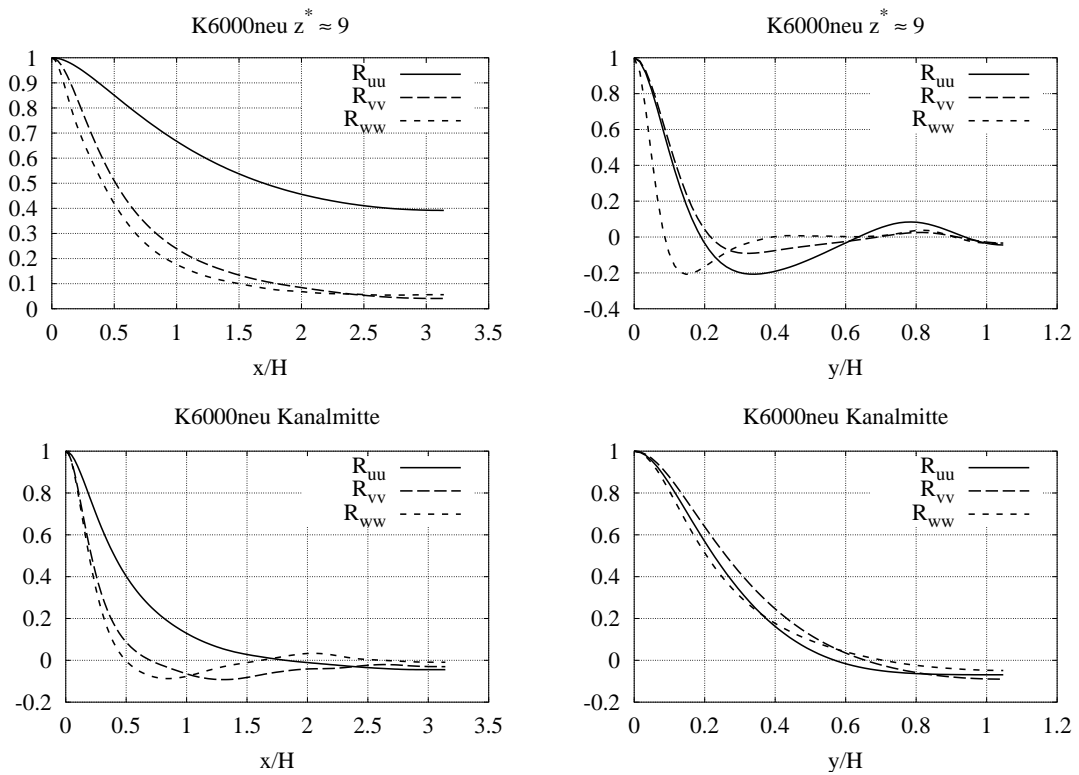 K6000neu z* ≈ 9
1
0.9
0.8
0.7
0.6
0.5
0.4
0.3
0.2
0.1
0
0 0.5 1 1.5 2 2.5 3 3.5
x/H
R_uu
R_vv
R_ww
K6000neu z* ≈ 9
1
0.8
0.6
0.4
0.2
0
-0.2
-0.4
0 0.2 0.4 0.6 0.8 1 1.2
y/H
R_uu
R_vv
R_ww
K6000neu Kanalmitte
1
0.8
0.6
0.4
0.2
0
-0.2
0 0.5 1 1.5 2 2.5 3 3.5
x/H
R_uu
R_vv
R_ww
K6000neu Kanalmitte
1
0.8
0.6
0.4
0.2
0
-0.2
0 0.2 0.4 0.6 0.8 1 1.2
y/H
R_uu
R_vv
R_ww